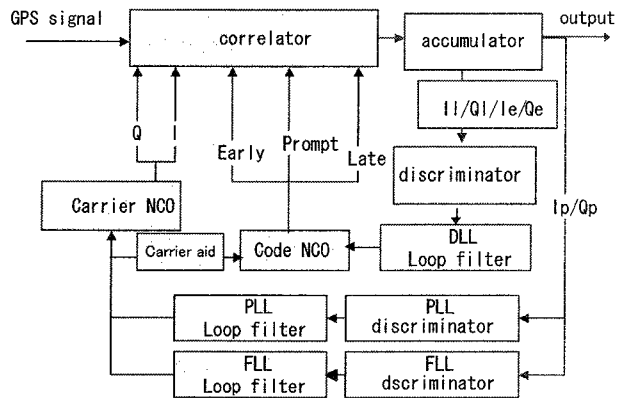 GPS signal
correlator
accumulator
output
Il/Ql/Ie/Qe
Q
I
Early
Prompt
Late
discriminator
Ip/Qp
Carrier NCO
Carrier aid
Code NCO
DLL
Loop filter
PLL
Loop filter
PLL
discriminator
FLL
Loop filter
FLL
dscriminator